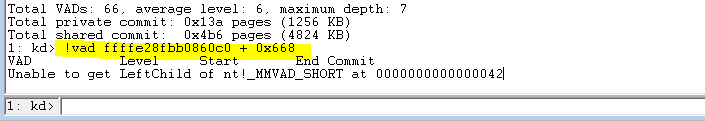 Total VADs: 66, average level: 6, maximum depth: 7
Total private commit: 0x13a pages (1256 KB)
Total shared commit: 0x4b6 pages (4824 KB)
1: kd> !vad ffffe28fbb0860c0 + 0x668
VAD Level Start End Commit
Unable to get LeftChild of nt!_MMVAD_SHORT at 0000000000000042
1: kd>